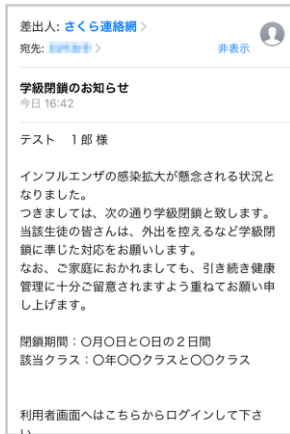 差出人: さくら連絡網 >
宛先: >
非表示
学級閉鎖のお知らせ
今日 16:42
テスト １郎 様
インフルエンザの感染拡大が懸念される状況と
なりました。
つきましては、次の通り学級閉鎖と致します。
当該生徒の皆さんは、外出を控えるなど学級閉
鎖に準じた対応をお願いします。
なお、ご家庭におかれましても、引き続き健康
管理に十分ご留意されますよう重ねてお願い申
し上げます。
閉鎖期間：〇月〇日と〇日の２日間
該当クラス：〇年〇〇クラスと〇〇クラス
利用者画面へはこちらからログインして下さ
い